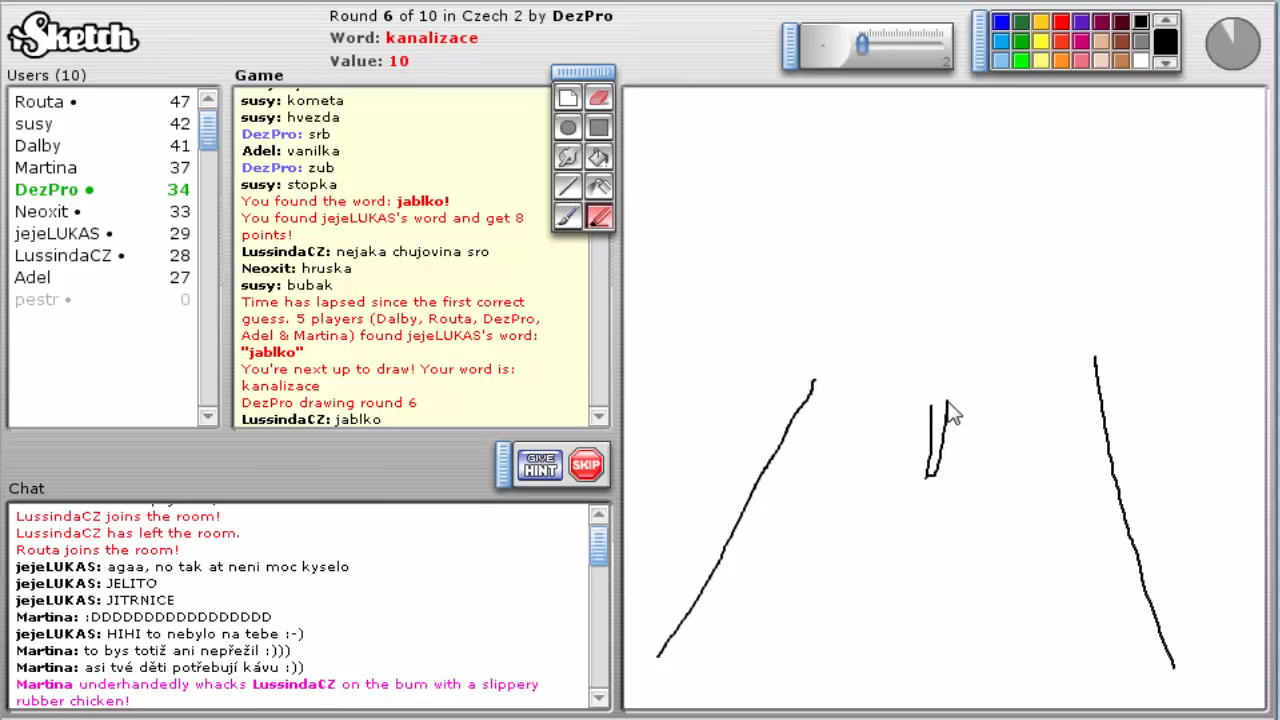 iSketch
Round 6 of 10 in Czech 2 by DezPro
Word: kanalizace
Value: 10
2
Users (10)
Routa • 47
susy 42
Dalby 41
Martina 37
DezPro • 34
Neoxit • 33
jejeLUKAS • 29
LussindaCZ • 28
Adel 27
pestr • 0
Game
susy: kometa
susy: hvezda
DezPro: srb
Adel: vanilka
DezPro: zub
susy: stopka
You found the word: jablko!
You found jejeLUKAS's word and get 8
points!
LussindaCZ: nejaka chujovina sro
Neoxit: hruska
susy: bubak
Time has lapsed since the first correct
guess. 5 players (Dalby, Routa, DezPro,
Adel & Martina) found jejeLUKAS's word:
"jablko"
You're next up to draw! Your word is:
kanalizace
DezPro drawing round 6
LussindaCZ: jablko
GIVE
HINT
SKIP
Chat
LussindaCZ joins the room!
LussindaCZ has left the room.
Routa joins the room!
jejeLUKAS: agaa, no tak at neni moc kyselo
jejeLUKAS: JELITO
jejeLUKAS: JITRNICE
Martina: :DDDDDDDDDDDDDDDDD
jejeLUKAS: HIHI to nebylo na tebe :-)
Martina: to bys totiž ani nepřežil :)))
Martina: asi tvé děti potřebují kávu :))
Martina underhandedly whacks LussindaCZ on the bum with a slippery
rubber chicken!